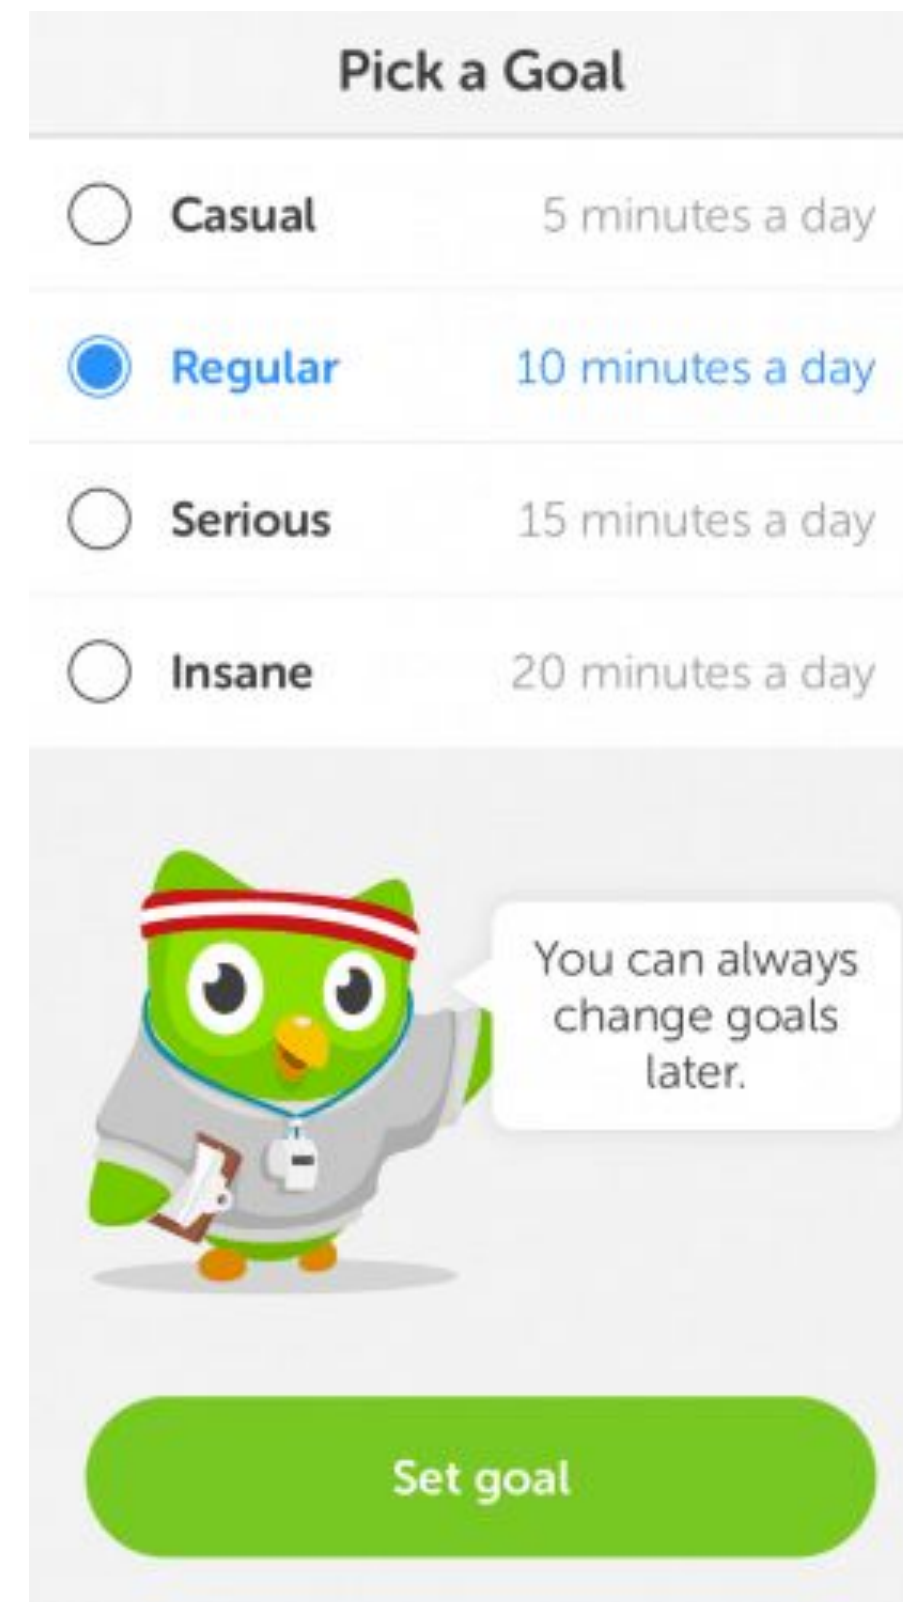 Pick a Goal
Casual 5 minutes a day
Regular 10 minutes a day
Serious 15 minutes a day
Insane 20 minutes a day
You can always
change goals
later.
Set goal